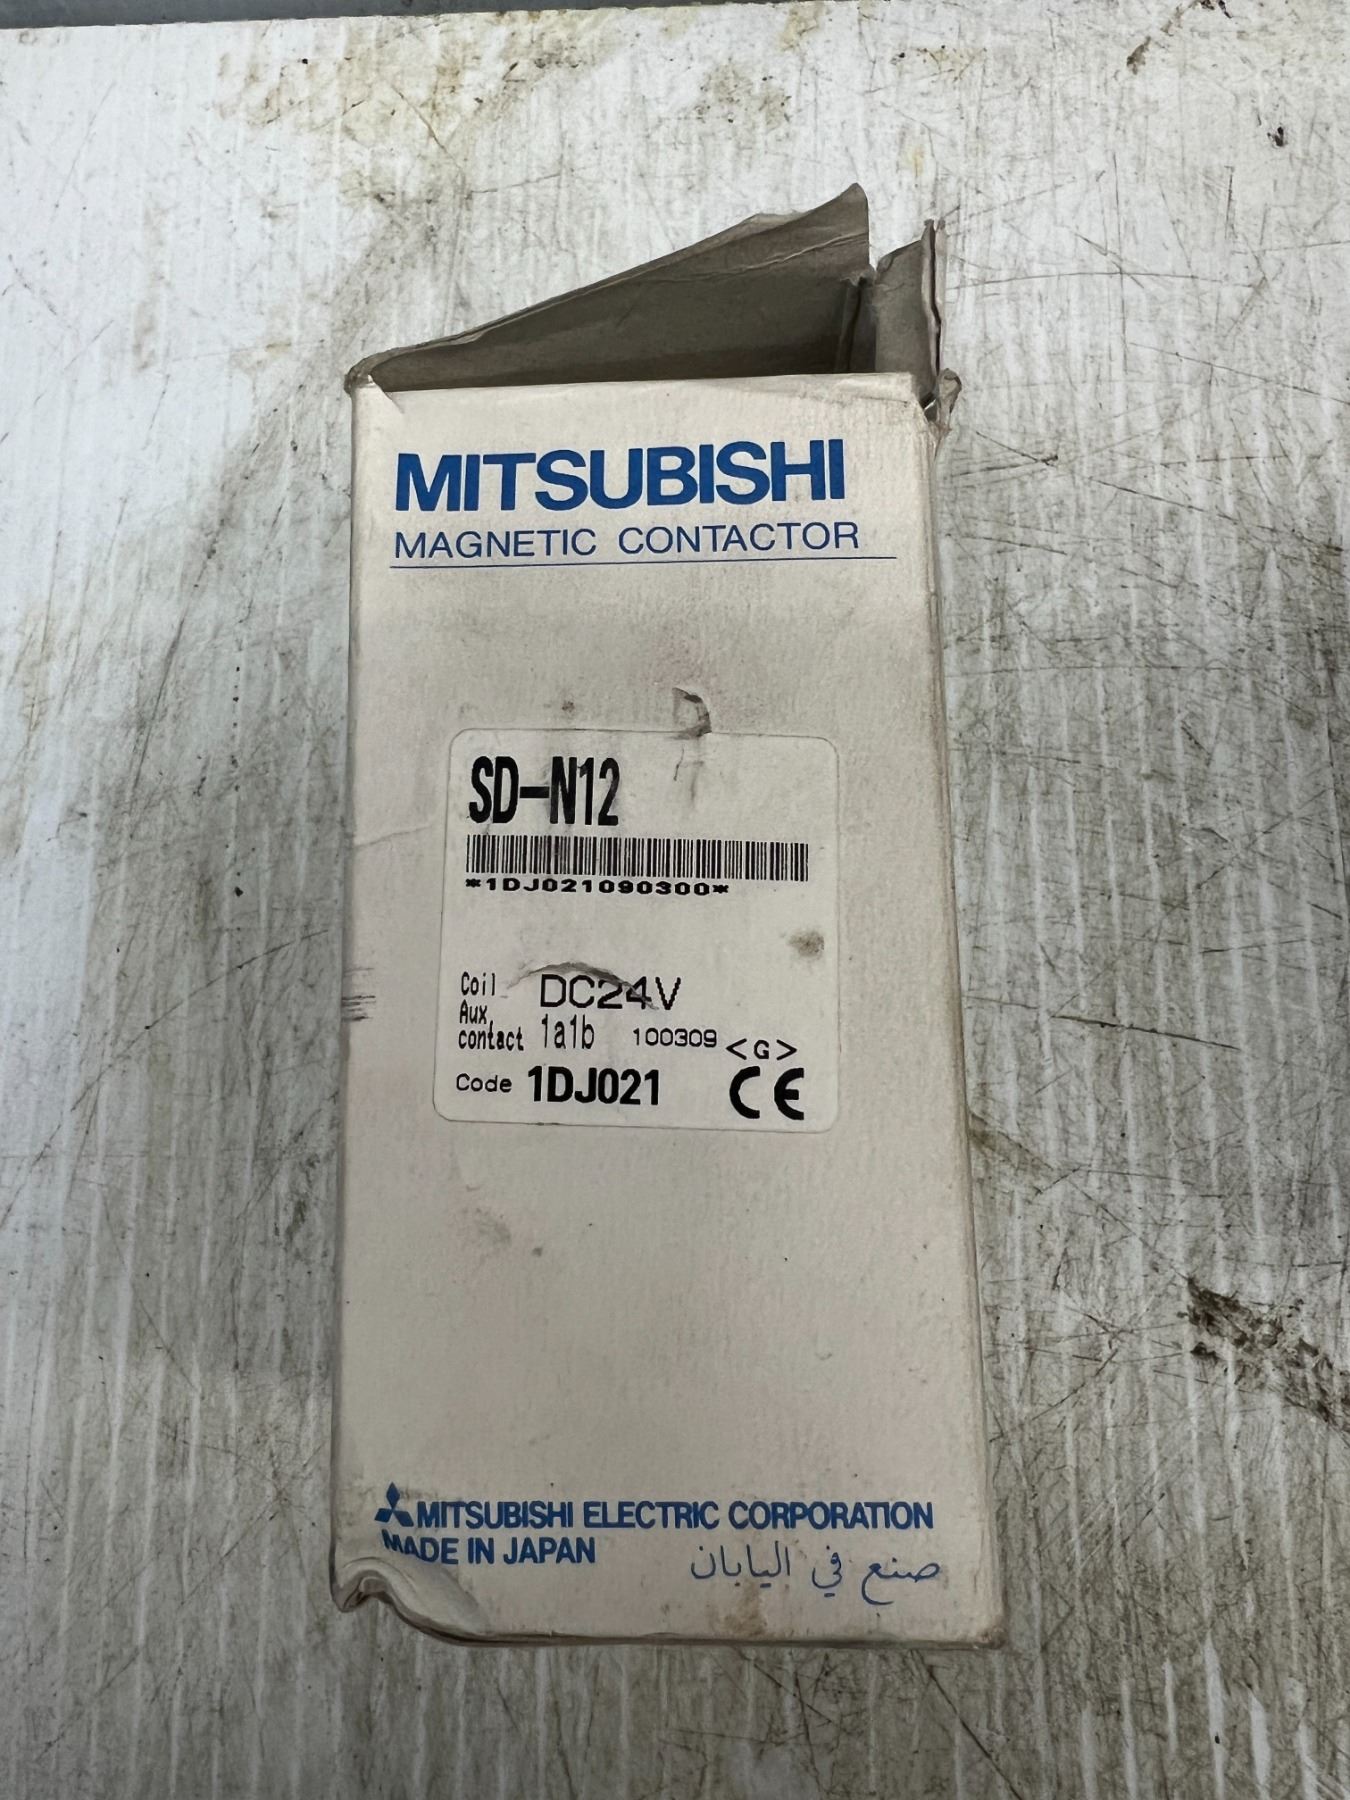 MITSUBISHI
MAGNETIC CONTACTOR
SD-N12
*1DJ021090300*
Coil DC24V
Aux.
contact 1a1b 100309 <G>
Code 1DJ021 CE
MITSUBISHI ELECTRIC CORPORATION
MADE IN JAPAN صنع في اليابان